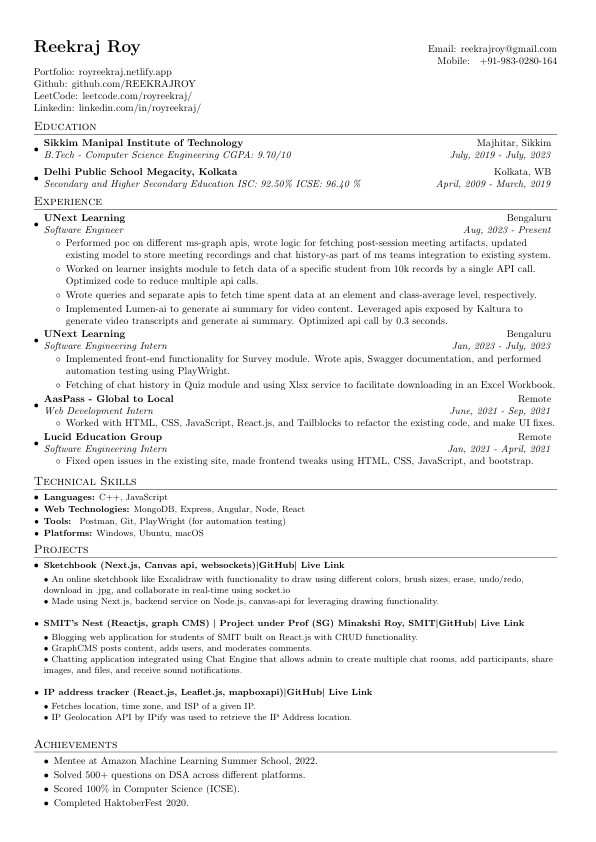 Reekraj Roy
Email: reekrajroy@gmail.com
Mobile: +91-983-0280-164
Portfolio: royreekraj.netlify.app
Github: github.com/REEKRAJROY
LeetCode: leetcode.com/royreekraj/
Linkedin: linkedin.com/in/royreekraj/
Education
• Sikkim Manipal Institute of Technology Majhitar, Sikkim
B.Tech - Computer Science Engineering CGPA: 9.70/10 July, 2019 - July, 2023
• Delhi Public School Megacity, Kolkata Kolkata, WB
Secondary and Higher Secondary Education ISC: 92.50% ICSE: 96.40 % April, 2009 - March, 2019
Experience
• UNext Learning Bengaluru
Software Engineer Aug, 2023 - Present
◦ Performed poc on different ms-graph apis, wrote logic for fetching post-session meeting artifacts, updated
existing model to store meeting recordings and chat history-as part of ms teams integration to existing system.
◦ Worked on learner insights module to fetch data of a specific student from 10k records by a single API call.
Optimized code to reduce multiple api calls.
◦ Wrote queries and separate apis to fetch time spent data at an element and class-average level, respectively.
◦ Implemented Lumen-ai to generate ai summary for video content. Leveraged apis exposed by Kaltura to
generate video transcripts and generate ai summary. Optimized api call by 0.3 seconds.
• UNext Learning Bengaluru
Software Engineering Intern Jan, 2023 - July, 2023
◦ Implemented front-end functionality for Survey module. Wrote apis, Swagger documentation, and performed
automation testing using PlayWright.
◦ Fetching of chat history in Quiz module and using Xlsx service to facilitate downloading in an Excel Workbook.
• AasPass - Global to Local Remote
Web Development Intern June, 2021 - Sep, 2021
◦ Worked with HTML, CSS, JavaScript, React.js, and Tailblocks to refactor the existing code, and make UI fixes.
• Lucid Education Group Remote
Software Engineering Intern Jan, 2021 - April, 2021
◦ Fixed open issues in the existing site, made frontend tweaks using HTML, CSS, JavaScript, and bootstrap.
Technical Skills
• Languages: C++, JavaScript
• Web Technologies: MongoDB, Express, Angular, Node, React
• Tools: Postman, Git, PlayWright (for automation testing)
• Platforms: Windows, Ubuntu, macOS
Projects
• Sketchbook (Next.js, Canvas api, websockets)|GitHub| Live Link
• An online sketchbook like Excalidraw with functionality to draw using different colors, brush sizes, erase, undo/redo,
download in .jpg, and collaborate in real-time using socket.io
• Made using Next.js, backend service on Node.js, canvas-api for leveraging drawing functionality.
• SMIT's Nest (Reactjs, graph CMS) | Project under Prof (SG) Minakshi Roy, SMIT|GitHub| Live Link
• Blogging web application for students of SMIT built on React.js with CRUD functionality.
• GraphCMS posts content, adds users, and moderates comments.
• Chatting application integrated using Chat Engine that allows admin to create multiple chat rooms, add participants, share
images, and files, and receive sound notifications.
• IP address tracker (React.js, Leaflet.js, mapboxapi)|GitHub| Live Link
• Fetches location, time zone, and ISP of a given IP.
• IP Geolocation API by IPify was used to retrieve the IP Address location.
Achievements
• Mentee at Amazon Machine Learning Summer School, 2022.
• Solved 500+ questions on DSA across different platforms.
• Scored 100% in Computer Science (ICSE).
• Completed HaktoberFest 2020.